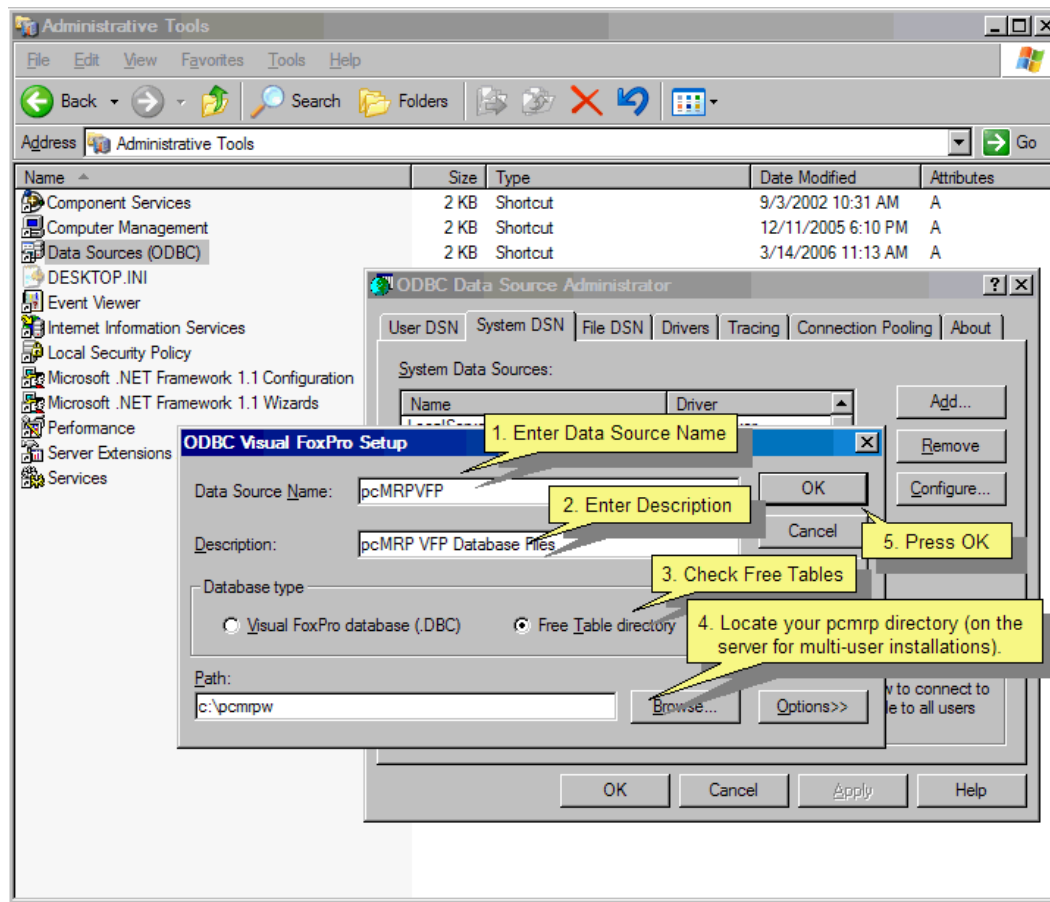 Administrative Tools
File Edit View Favorites Tools Help
Back Search Folders
Address Administrative Tools Go
Name Size Type Date Modified Attributes
Component Services 2 KB Shortcut 9/3/2002 10:31 AM A
Computer Management 2 KB Shortcut 12/11/2005 6:10 PM A
Data Sources (ODBC) 2 KB Shortcut 3/14/2006 11:13 AM A
DESKTOP.INI
Event Viewer
Internet Information Services
Local Security Policy
Microsoft .NET Framework 1.1 Configuration
Microsoft .NET Framework 1.1 Wizards
Performance
Server Extensions
Services
ODBC Data Source Administrator
User DSN System DSN File DSN Drivers Tracing Connection Pooling About
System Data Sources:
Name Driver
Add...
Remove
Configure...
w to connect to
le to all users
OK Cancel Apply Help
ODBC Visual FoxPro Setup
1. Enter Data Source Name
Data Source Name: pcMRPVFP
OK
2. Enter Description
Description: pcMRP VFP Database Files
Cancel
5. Press OK
3. Check Free Tables
Database type
Visual FoxPro database (.DBC) Free Table directory
4. Locate your pcmrp directory (on the
server for multi-user installations).
Path:
c:\pcmrpw
Browse... Options>>